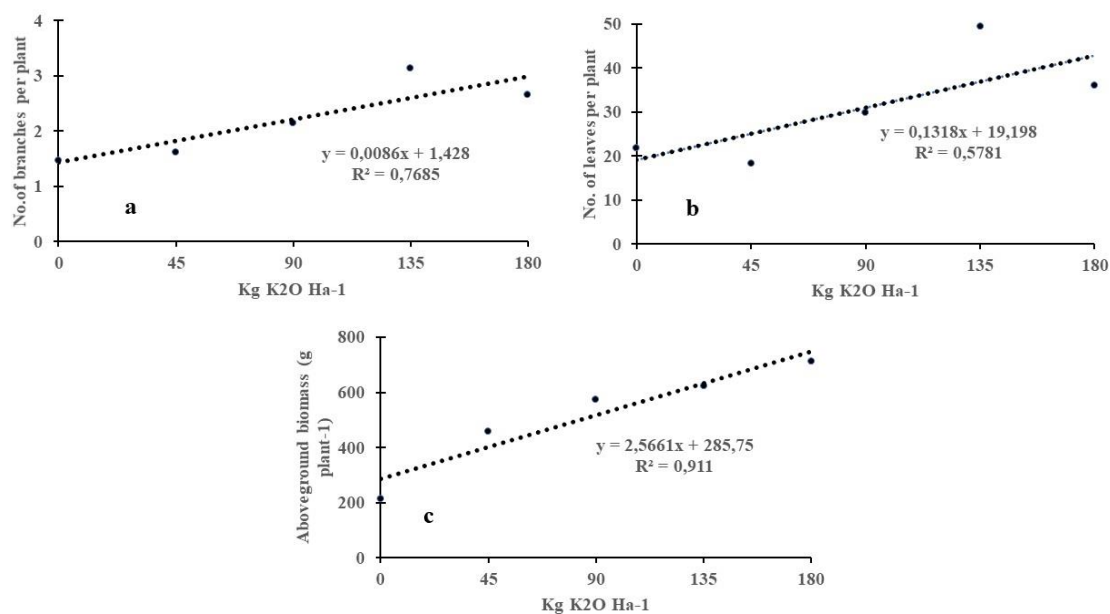 No.of branches per plant
4
3
2
1
0
0 45 90 135 180
Kg K2O Ha-1
y = 0,0086x + 1,428
R² = 0,7685
a
No. of leaves per plant
50
40
30
20
10
0
0 45 90 135 180
Kg K2O Ha-1
y = 0,1318x + 19,198
R² = 0,5781
b
Aboveground biomass (g
plant-1)
800
600
400
200
0
0 45 90 135 180
Kg K2O Ha-1
y = 2,5661x + 285,75
R² = 0,911
c